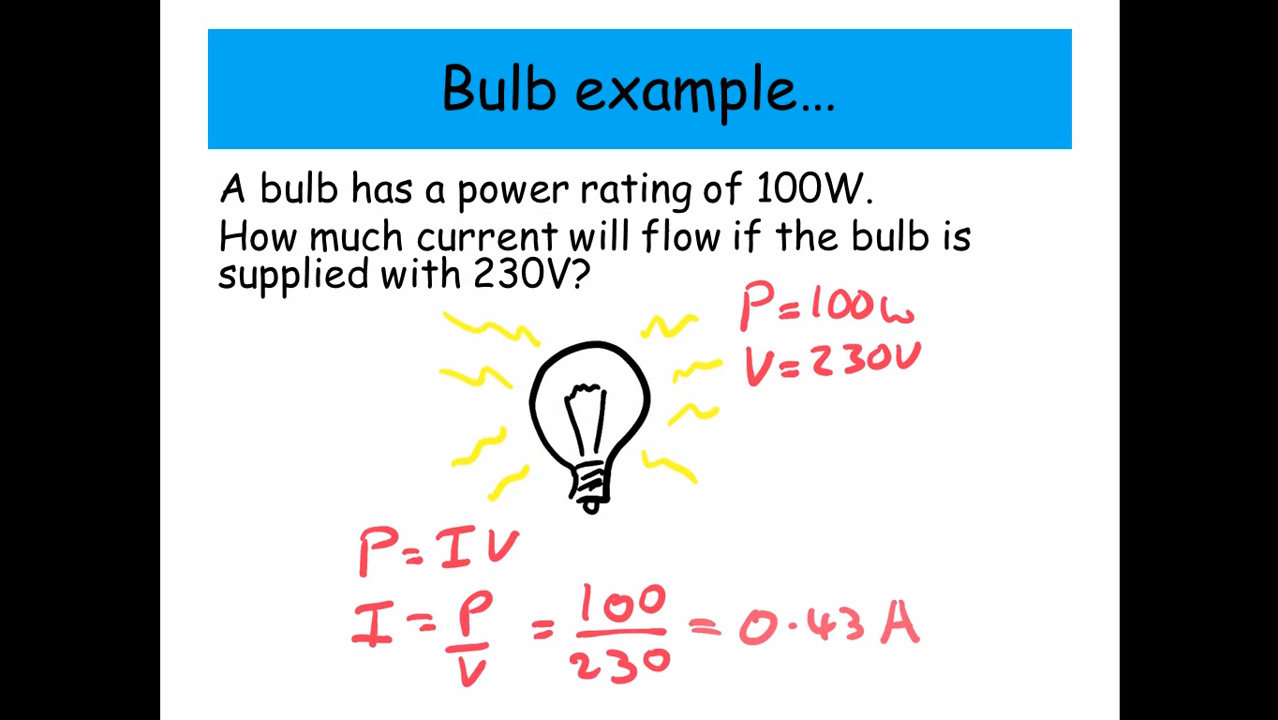 Bulb example...
A bulb has a power rating of 100W.
How much current will flow if the bulb is
supplied with 230V?
P=100w
V=230V
P=IV
I = P/V = 100/230 = 0.43 A